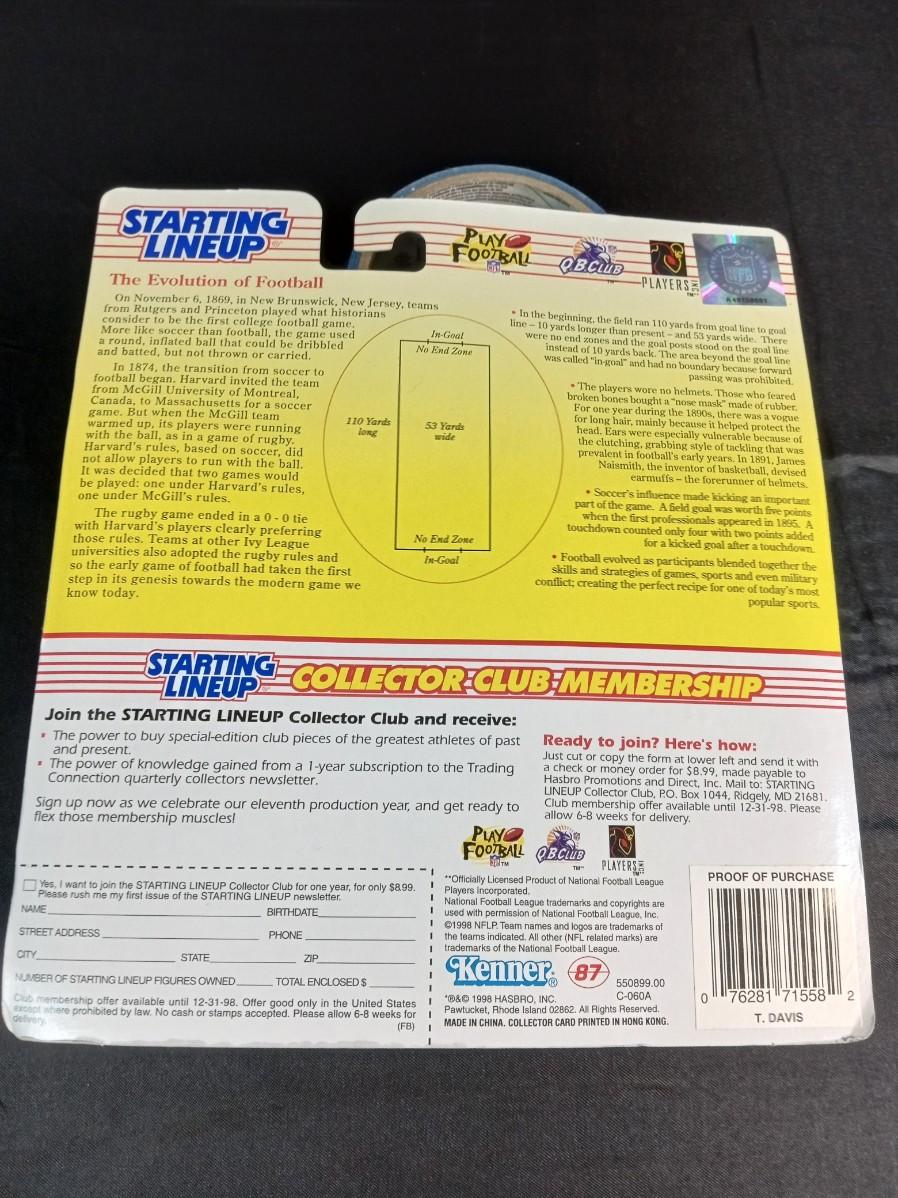 STARTING
LINEUP®
PLAY
FOOTBALL
NFL
TM
Q.B.CLUB
TM
PLAYERS INC
TM
The Evolution of Football
On November 6, 1869, in New Brunswick, New Jersey, teams
from Rutgers and Princeton played what historians
consider to be the first college football game.
More like soccer than football, the game used
a round, inflated ball that could be dribbled
and batted, but not thrown or carried.
In 1874, the transition from soccer to
football began. Harvard invited the team
from McGill University of Montreal,
Canada, to Massachusetts for a soccer
game. But when the McGill team
warmed up, its players were running
with the ball, as in a game of rugby.
Harvard's rules, based on soccer, did
not allow players to run with the ball.
It was decided that two games would
be played: one under Harvard's rules,
one under McGill's rules.
The rugby game ended in a 0 - 0 tie
with Harvard's players clearly preferring
those rules. Teams at other Ivy League
universities also adopted the rugby rules and
so the early game of football had taken the first
step in its genesis towards the modern game we
know today.
In-Goal
No End Zone
110 Yards
long
53 Yards
wide
No End Zone
In-Goal
• In the beginning, the field ran 110 yards from goal line to goal
line – 10 yards longer than present – and 53 yards wide. There
were no end zones and the goal posts stood on the goal line
instead of 10 yards back. The area beyond the goal line
was called "in-goal" and had no boundary because forward
passing was prohibited.
• The players wore no helmets. Those who feared
broken bones bought a "nose mask" made of rubber.
For one year during the 1890s, there was a vogue
for long hair, mainly because it helped protect the
head. Ears were especially vulnerable because of
the clutching, grabbing style of tackling that was
prevalent in football's early years. In 1891, James
Naismith, the inventor of basketball, devised
earmuffs – the forerunner of helmets.
• Soccer's influence made kicking an important
part of the game. A field goal was worth five points
when the first professionals appeared in 1895. A
touchdown counted only four with two points added
for a kicked goal after a touchdown.
• Football evolved as participants blended together the
skills and strategies of games, sports and even military
conflict; creating the perfect recipe for one of today's most
popular sports.
STARTING
LINEUP® COLLECTOR CLUB MEMBERSHIP
Join the STARTING LINEUP Collector Club and receive:
• The power to buy special-edition club pieces of the greatest athletes of past
and present.
• The power of knowledge gained from a 1-year subscription to the Trading
Connection quarterly collectors newsletter.
Sign up now as we celebrate our eleventh production year, and get ready to
flex those membership muscles!
Ready to join? Here's how:
Just cut or copy the form at lower left and send it with
a check or money order for $8.99, made payable to
Hasbro Promotions and Direct, Inc. Mail to: STARTING
LINEUP Collector Club, P.O. Box 1044, Ridgely, MD 21681.
Club membership offer available until 12-31-98. Please
allow 6-8 weeks for delivery.
PLAY
FOOTBALL
NFL
TM
Q.B.CLUB
TM
PLAYERS INC
TM
Yes, I want to join the STARTING LINEUP Collector Club for one year, for only $8.99.
Please rush me my first issue of the STARTING LINEUP newsletter.
NAME BIRTHDATE
STREET ADDRESS PHONE
CITY STATE ZIP
NUMBER OF STARTING LINEUP FIGURES OWNED TOTAL ENCLOSED $
Club membership offer available until 12-31-98. Offer good only in the United States
except where prohibited by law. No cash or stamps accepted. Please allow 6-8 weeks for
delivery.
(FB)
**Officially Licensed Product of National Football League
Players Incorporated.
National Football League trademarks and copyrights are
used with permission of National Football League, Inc.
©1998 NFLP. Team names and logos are trademarks of
the teams indicated. All other (NFL related marks) are
trademarks of the National Football League.
Kenner® 87
550899.00
C-060A
*®&© 1998 HASBRO, INC.
Pawtucket, Rhode Island 02862. All Rights Reserved.
MADE IN CHINA. COLLECTOR CARD PRINTED IN HONG KONG.
PROOF OF PURCHASE
0 76281 71558 2
T. DAVIS